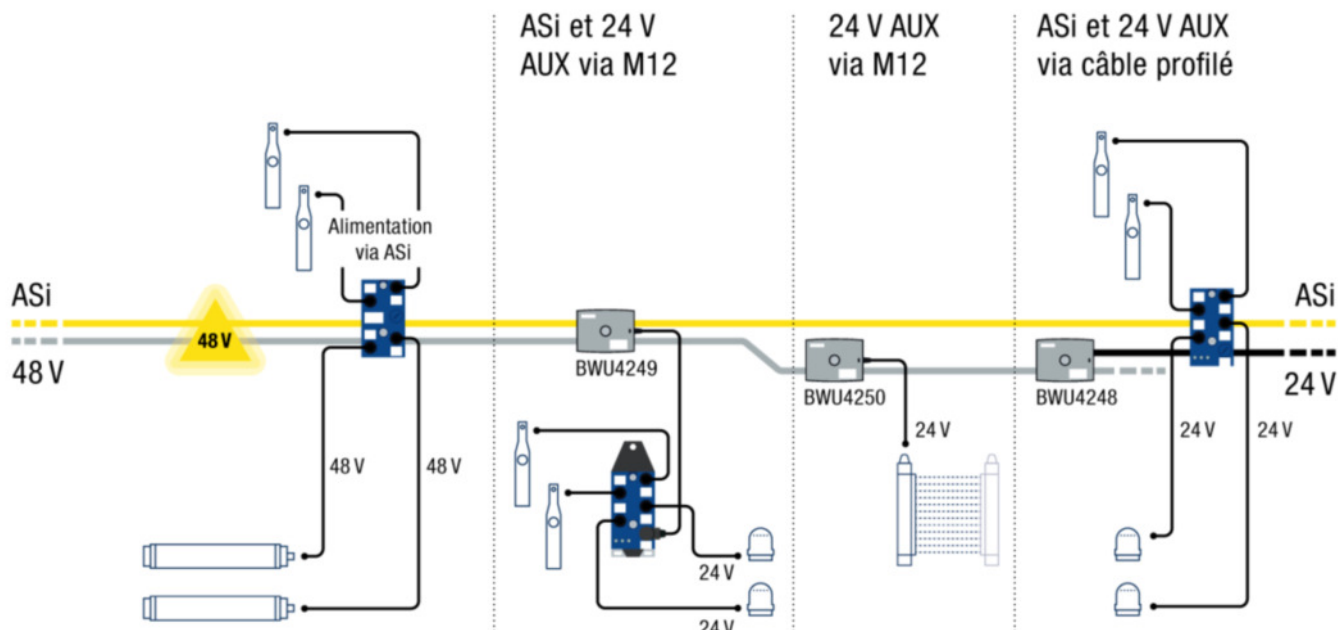 ASi et 24 V
AUX via M12
24 V AUX
via M12
ASi et 24 V AUX
via câble profilé
Alimentation
via ASi
ASi
48 V
48 V
ASi
24 V
BWU4249
BWU4250
BWU4248
48 V
48 V
24 V
24 V
24 V
24 V
24 V